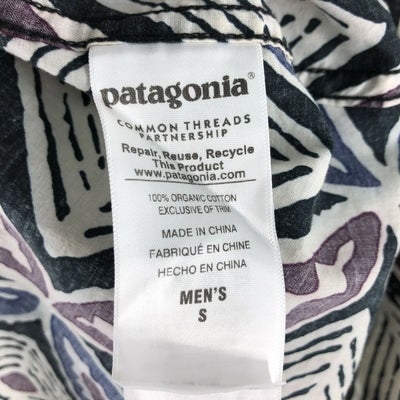 patagonia®
COMMON THREADS
PARTNERSHIP
Repair, Reuse, Recycle
This Product
www.patagonia.com
100% ORGANIC COTTON
EXCLUSIVE OF TRIM
MADE IN CHINA
FABRIQUÉ EN CHINE
HECHO EN CHINA
MEN'S
S